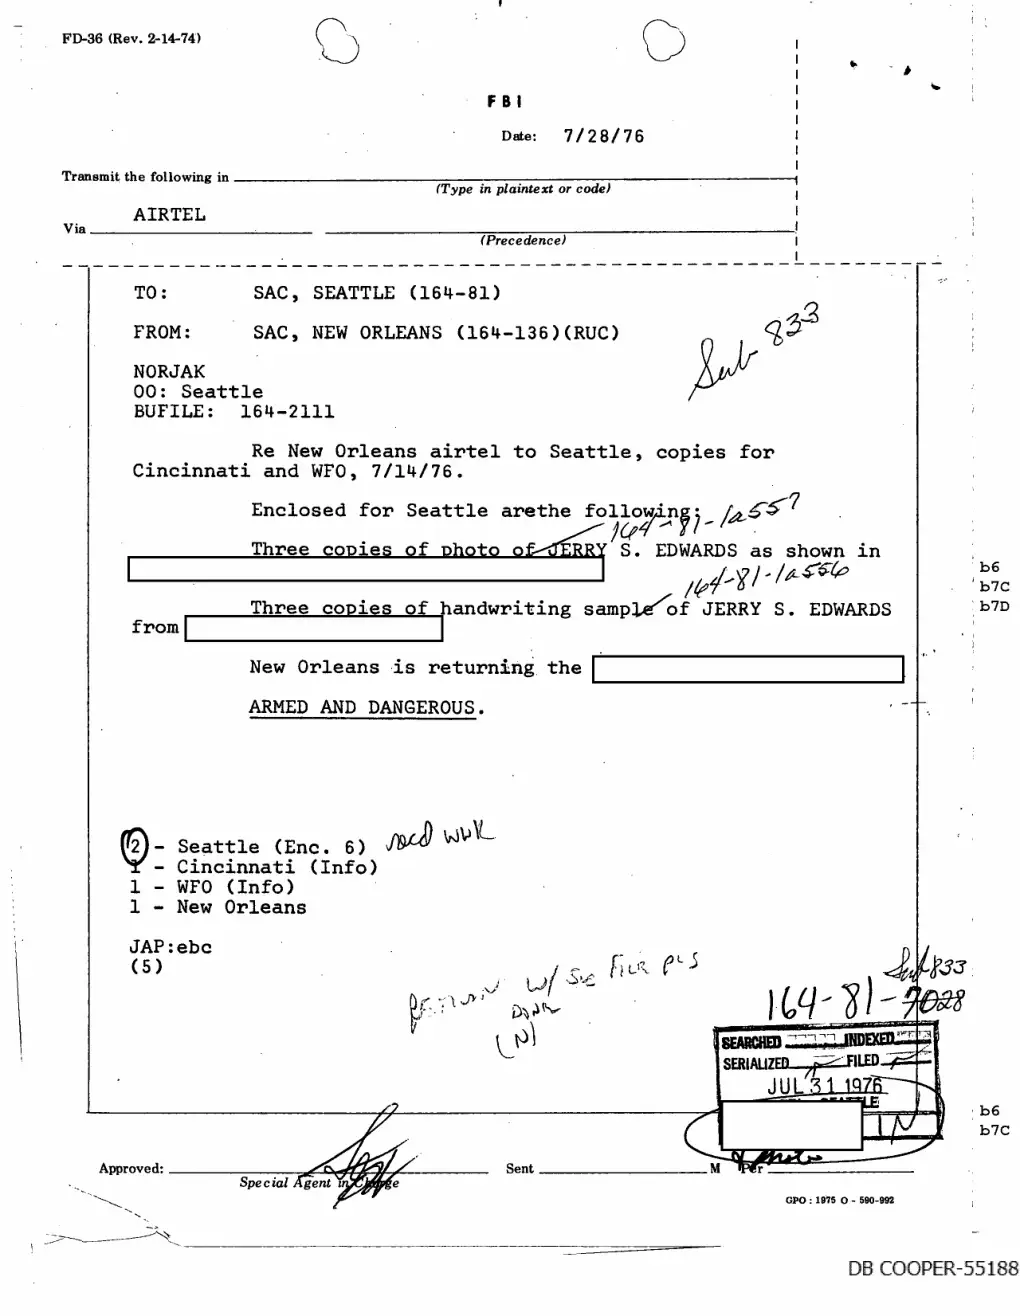 FD-36 (Rev. 2-14-74)
FBI
Date: 7/28/76
Transmit the following in
(Type in plaintext or code)
AIRTEL
Via
(Precedence)
TO: SAC, SEATTLE (164-81)
FROM: SAC, NEW ORLEANS (164-136)(RUC)
Sub 833
NORJAK
OO: Seattle
BUFILE: 164-2111
Re New Orleans airtel to Seattle, copies for
Cincinnati and WFO, 7/14/76.
Enclosed for Seattle arethe following:
164-81-1a557
Three copies of photo of JERRY S. EDWARDS as shown in
b6
164-81-1a556
b7C
Three copies of handwriting sample of JERRY S. EDWARDS
b7D
from
New Orleans is returning the
ARMED AND DANGEROUS.
2 - Seattle (Enc. 6)
1 - Cincinnati (Info)
1 - WFO (Info)
1 - New Orleans
JAP:ebc
(5)
w/ Sub File pls
(N)
Sub 833
164-81-7028
SEARCHED INDEXED
SERIALIZED FILED
JUL 31 1976
b6
b7C
Approved: Sent M Per
Special Agent in Charge
GPO : 1975 O - 590-992
DB COOPER-55188